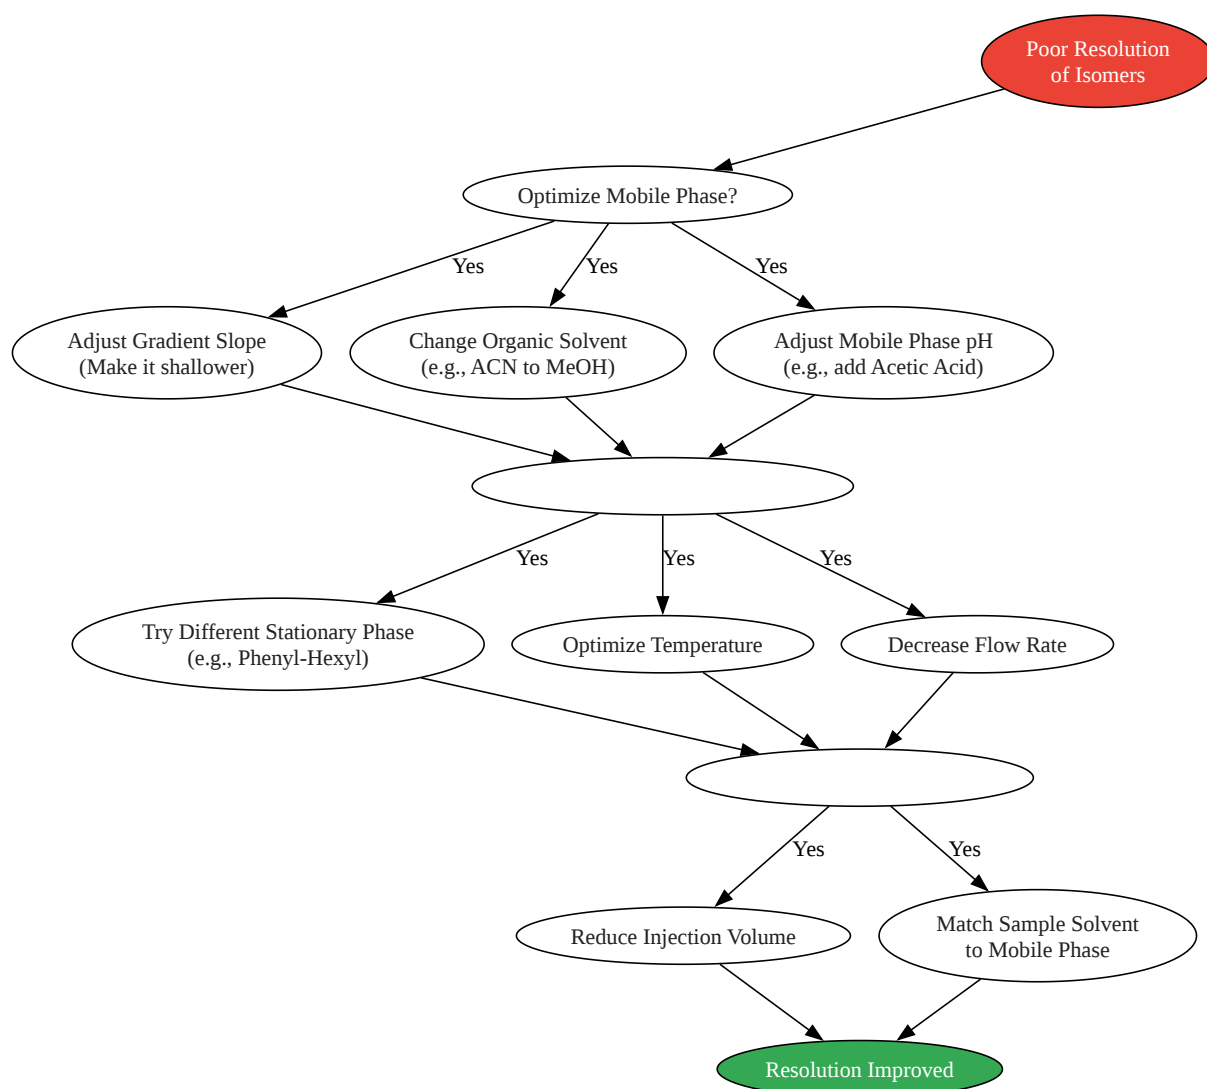 Poor Resolution
of Isomers
Optimize Mobile Phase?
Yes
Yes
Yes
Adjust Gradient Slope
(Make it shallower)
Change Organic Solvent
(e.g., ACN to MeOH)
Adjust Mobile Phase pH
(e.g., add Acetic Acid)
Yes
Yes
Yes
Try Different Stationary Phase
(e.g., Phenyl-Hexyl)
Optimize Temperature
Decrease Flow Rate
Yes
Yes
Reduce Injection Volume
Match Sample Solvent
to Mobile Phase
Resolution Improved